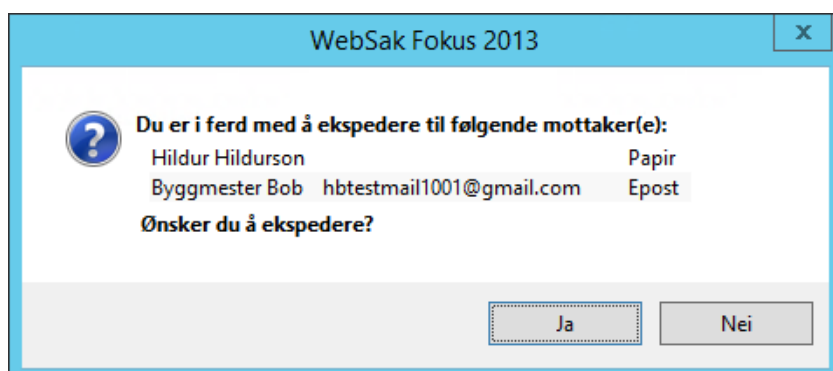 WebSak Fokus 2013
x
?
Du er i ferd med å ekspedere til følgende mottaker(e):
Hildur Hildurson Papir
Byggmester Bob hbtestmail1001@gmail.com Epost
Ønsker du å ekspedere?
Ja Nei